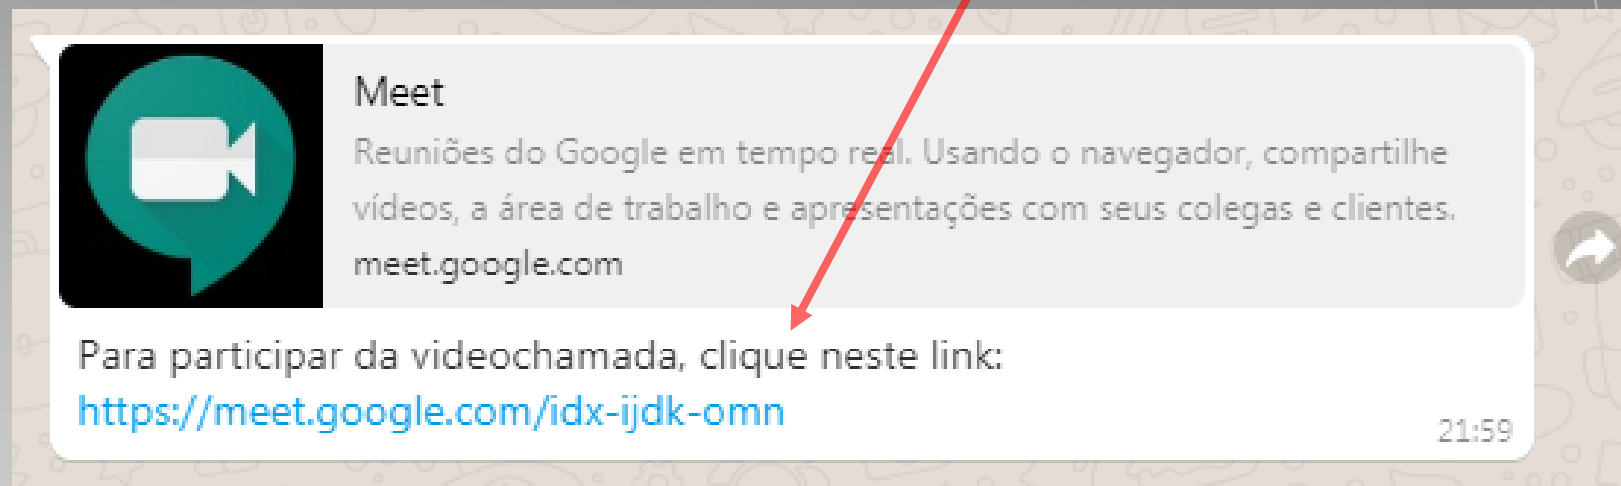 Meet
Reuniões do Google em tempo real. Usando o navegador, compartilhe
vídeos, a área de trabalho e apresentações com seus colegas e clientes.
meet.google.com
Para participar da videochamada, clique neste link:
https://meet.google.com/idx-ijdk-omn
21:59